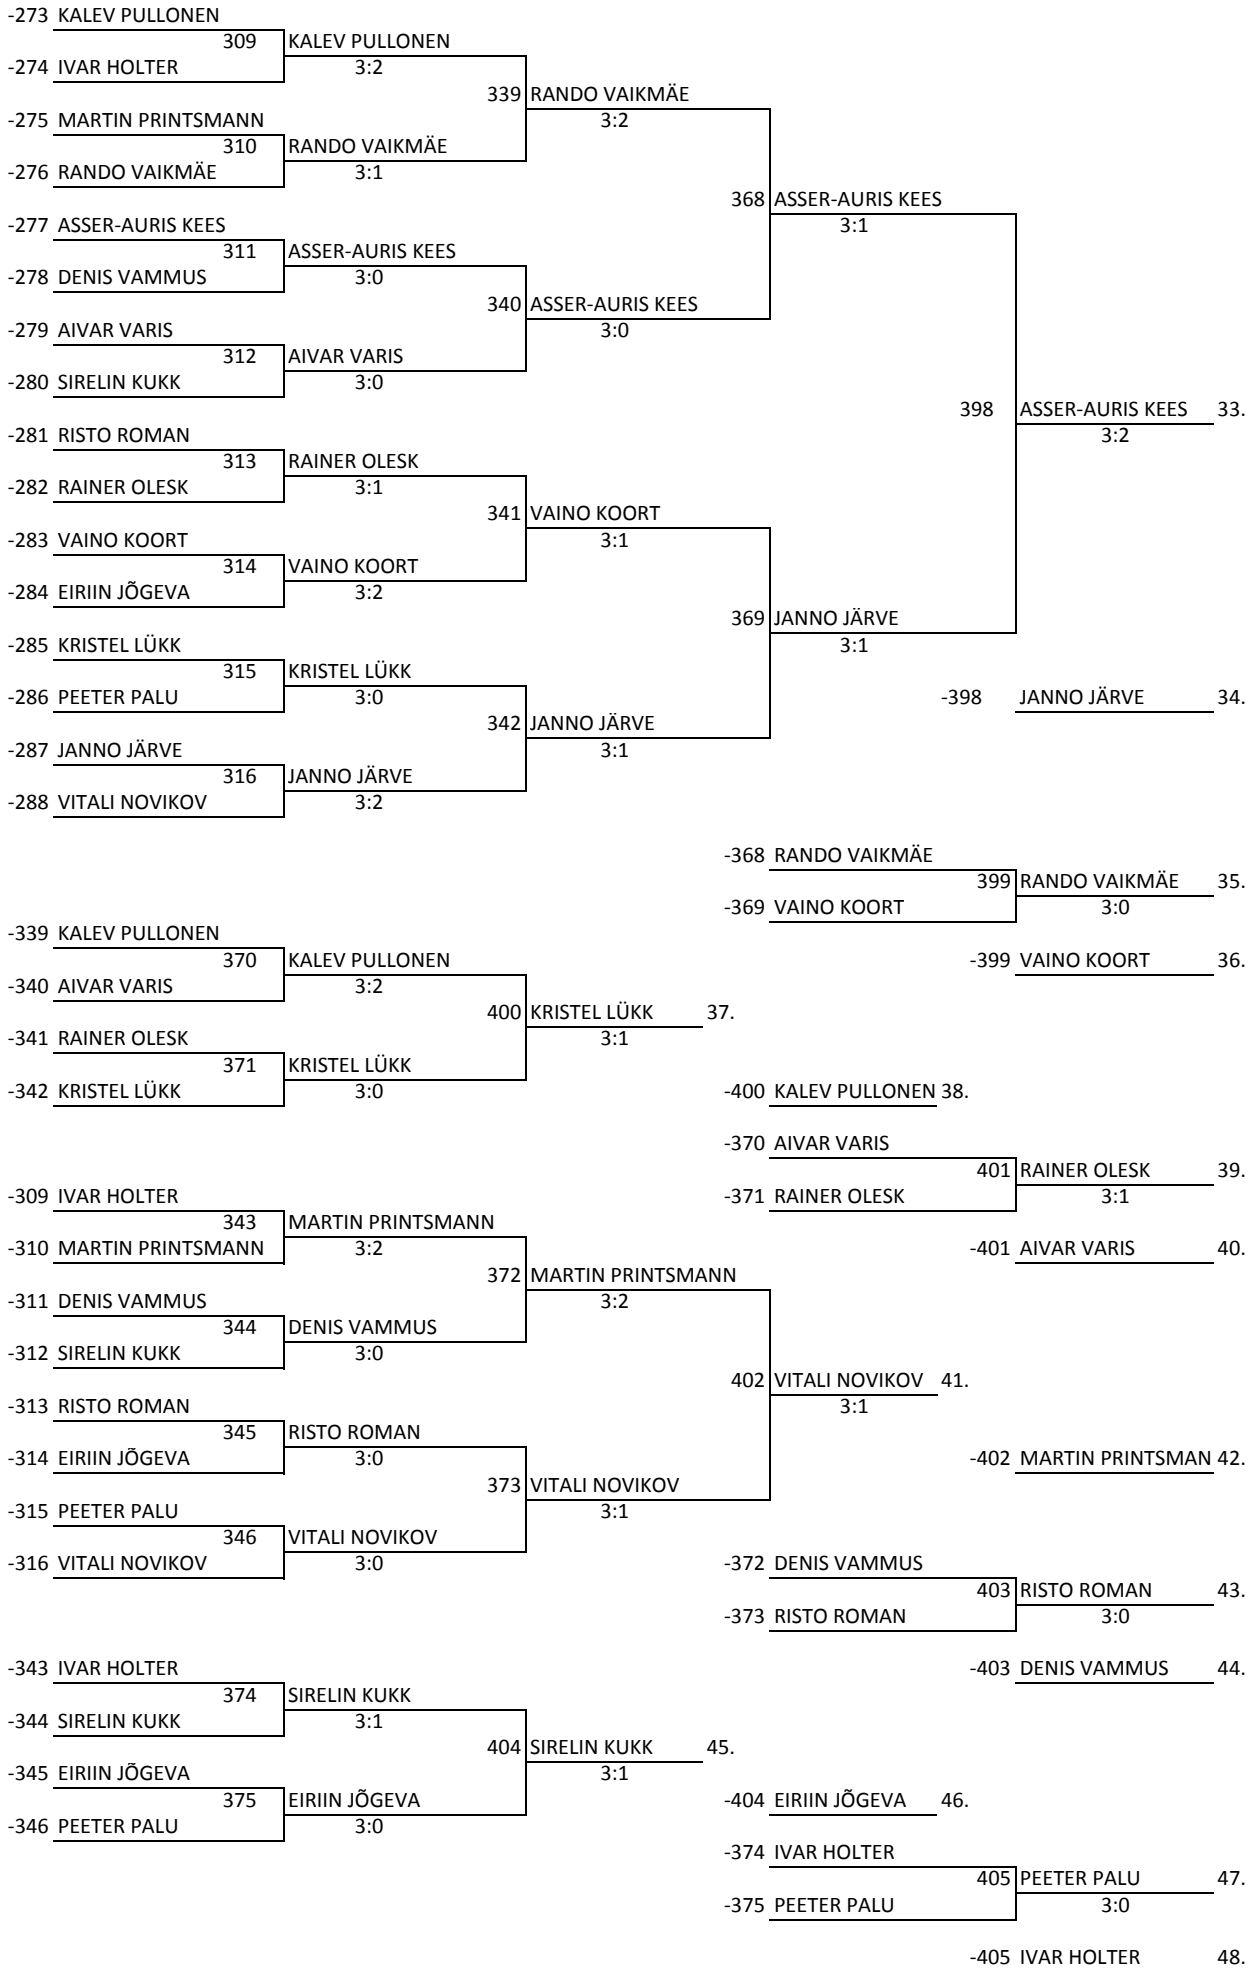 -273 KALEV PULLONEN
309 KALEV PULLONEN
-274 IVAR HOLTER 3:2
339 RANDO VAIKMÄE
-275 MARTIN PRINTSMANN 3:2
310 RANDO VAIKMÄE
-276 RANDO VAIKMÄE 3:1
368 ASSER-AURIS KEES
-277 ASSER-AURIS KEES 3:1
311 ASSER-AURIS KEES
-278 DENIS VAMMUS 3:0
340 ASSER-AURIS KEES
-279 AIVAR VARIS 3:0
312 AIVAR VARIS
-280 SIRELIN KUKK 3:0
398 ASSER-AURIS KEES 33.
-281 RISTO ROMAN 3:2
313 RAINER OLESK
-282 RAINER OLESK 3:1
341 VAINO KOORT
-283 VAINO KOORT 3:1
314 VAINO KOORT
-284 EIRIIN JÕGEVA 3:2
369 JANNO JÄRVE
-285 KRISTEL LÜKK 3:1
315 KRISTEL LÜKK
-286 PEETER PALU 3:0 -398 JANNO JÄRVE 34.
342 JANNO JÄRVE
-287 JANNO JÄRVE 3:1
316 JANNO JÄRVE
-288 VITALI NOVIKOV 3:2
-368 RANDO VAIKMÄE
399 RANDO VAIKMÄE 35.
-369 VAINO KOORT 3:0
-339 KALEV PULLONEN
370 KALEV PULLONEN -399 VAINO KOORT 36.
-340 AIVAR VARIS 3:2
400 KRISTEL LÜKK 37.
-341 RAINER OLESK 3:1
371 KRISTEL LÜKK
-342 KRISTEL LÜKK 3:0 -400 KALEV PULLONEN 38.
-370 AIVAR VARIS
401 RAINER OLESK 39.
-309 IVAR HOLTER -371 RAINER OLESK 3:1
343 MARTIN PRINTSMANN
-310 MARTIN PRINTSMANN 3:2 -401 AIVAR VARIS 40.
372 MARTIN PRINTSMANN
-311 DENIS VAMMUS 3:2
344 DENIS VAMMUS
-312 SIRELIN KUKK 3:0
402 VITALI NOVIKOV 41.
-313 RISTO ROMAN 3:1
345 RISTO ROMAN
-314 EIRIIN JÕGEVA 3:0 -402 MARTIN PRINTSMAN 42.
373 VITALI NOVIKOV
-315 PEETER PALU 3:1
346 VITALI NOVIKOV
-316 VITALI NOVIKOV 3:0 -372 DENIS VAMMUS
403 RISTO ROMAN 43.
-373 RISTO ROMAN 3:0
-343 IVAR HOLTER -403 DENIS VAMMUS 44.
374 SIRELIN KUKK
-344 SIRELIN KUKK 3:1
404 SIRELIN KUKK 45.
-345 EIRIIN JÕGEVA 3:1
375 EIRIIN JÕGEVA -404 EIRIIN JÕGEVA 46.
-346 PEETER PALU 3:0
-374 IVAR HOLTER
405 PEETER PALU 47.
-375 PEETER PALU 3:0
-405 IVAR HOLTER 48.